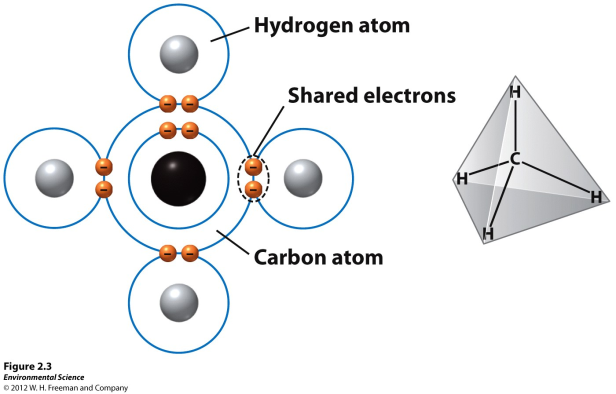 Hydrogen atom
Shared electrons
Carbon atom
H
C
H
H
H
Figure 2.3
Environmental Science
© 2012 W. H. Freeman and Company